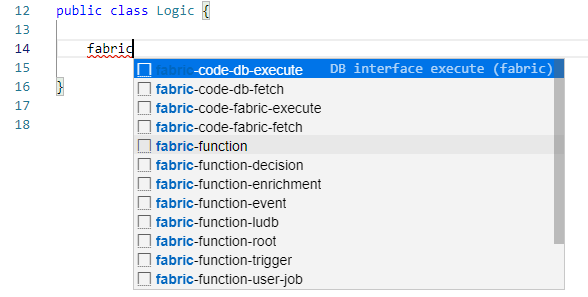 12 public class Logic {
13
14 fabric
fabric-code-db-execute DB interface execute (fabric)
fabric-code-db-fetch
15
fabric-code-fabric-execute
16 }
fabric-code-fabric-fetch
17
fabric-function
18
fabric-function-decision
fabric-function-enrichment
fabric-function-event
fabric-function-ludb
fabric-function-root
fabric-function-trigger
fabric-function-user-job